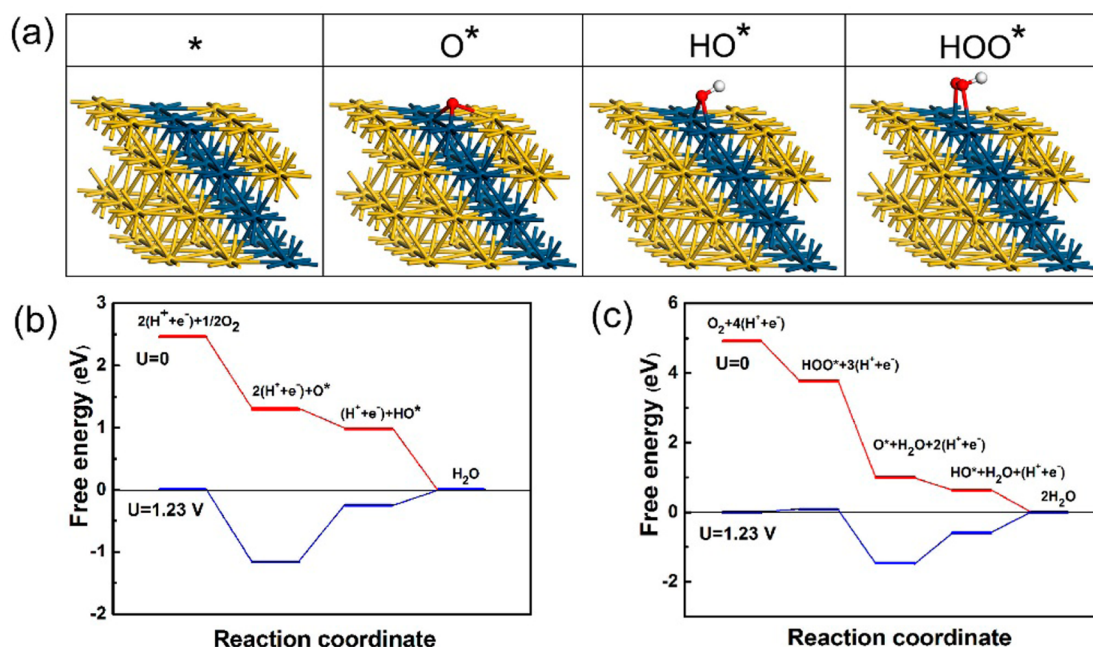 (a)
* O* HO* HOO*
(b)
Free energy (eV)
3
2
1
0
-1
-2
2(H⁺+e⁻)+1/2O₂
U=0
2(H⁺+e⁻)+O*
(H⁺+e⁻)+HO*
H₂O
U=1.23 V
Reaction coordinate
(c)
Free energy (eV)
6
4
2
0
-2
O₂+4(H⁺+e⁻)
U=0
HOO*+3(H⁺+e⁻)
O*+H₂O+2(H⁺+e⁻)
HO*+H₂O+(H⁺+e⁻)
2H₂O
U=1.23 V
Reaction coordinate